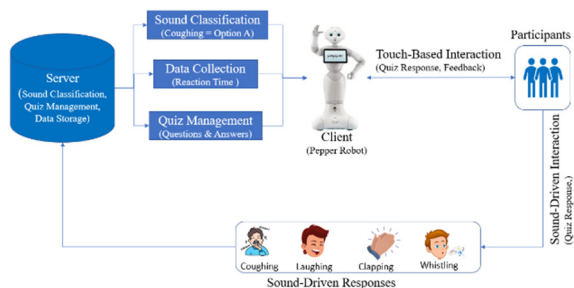 Sound Classification
(Coughing = Option A)
Data Collection
(Reaction Time )
Quiz Management
(Questions & Answers)
Server
(Sound Classification,
Quiz Management,
Data Storage)
Client
(Pepper Robot)
Touch-Based Interaction
(Quiz Response, Feedback)
Participants
Sound-Driven Interaction
(Quiz Response,)
Coughing
Laughing
Clapping
Whistling
Sound-Driven Responses